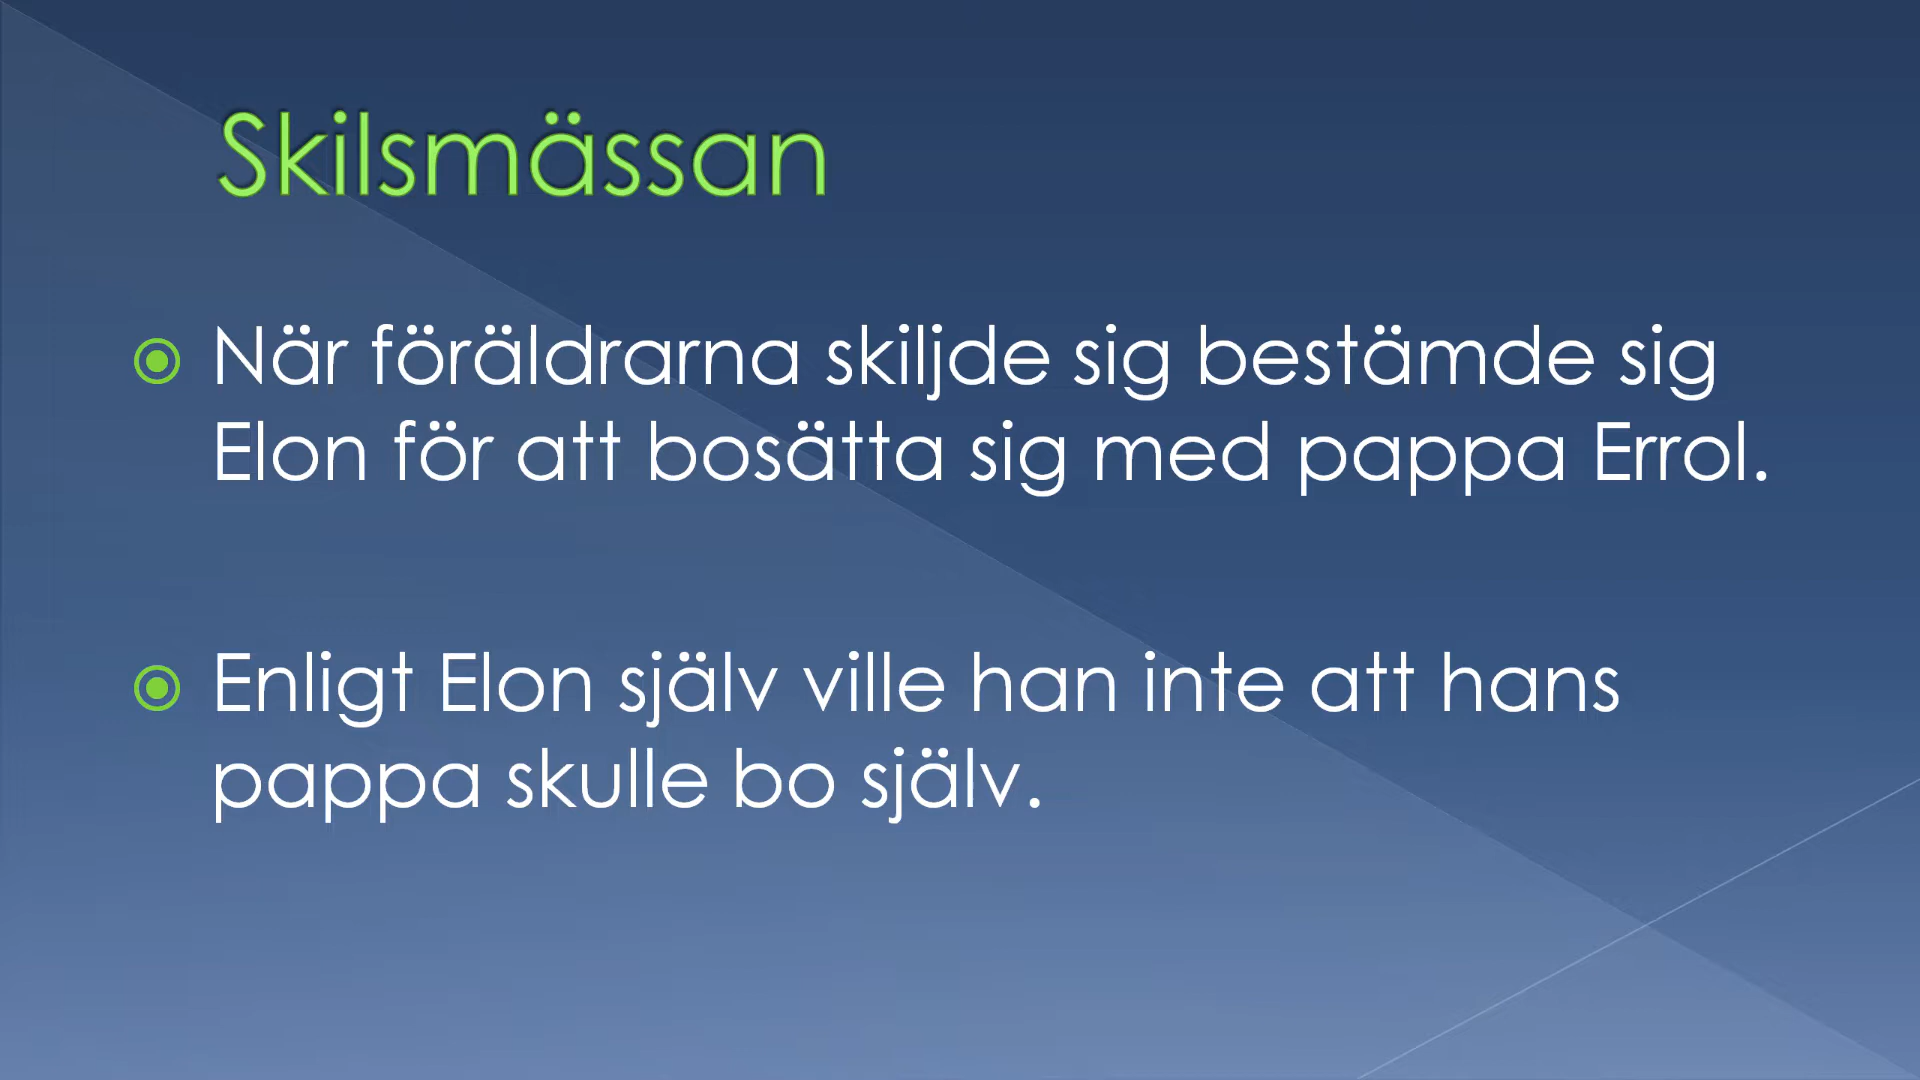 Skilsmässan
När föräldrarna skiljde sig bestämde sig
Elon för att bosätta sig med pappa Errol.
Enligt Elon själv ville han inte att hans
pappa skulle bo själv.